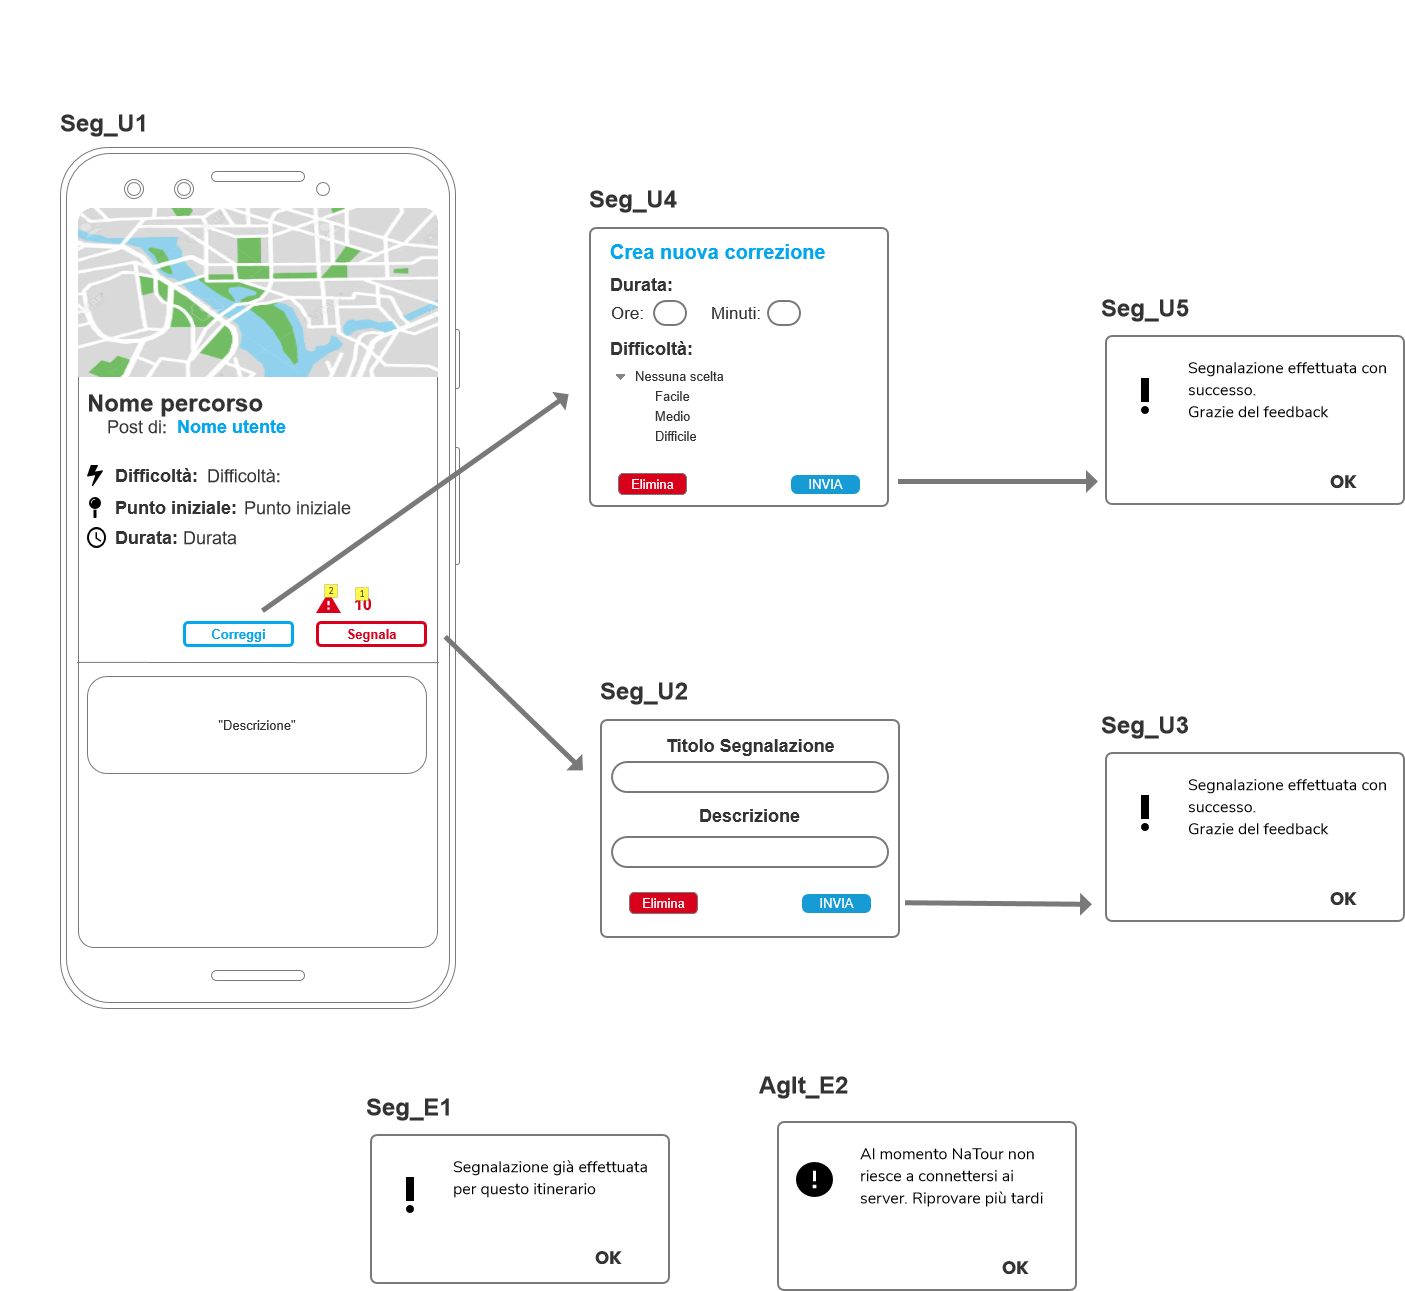 Seg_U1
Nome percorso
Post di: Nome utente
Difficoltà: Difficoltà:
Punto iniziale: Punto iniziale
Durata: Durata
2 1
10
Correggi Segnala
"Descrizione"
Seg_U4
Crea nuova correzione
Durata:
Ore: Minuti:
Difficoltà:
Nessuna scelta
Facile
Medio
Difficile
Elimina INVIA
Seg_U5
Segnalazione effettuata con
successo.
Grazie del feedback
OK
Seg_U2
Titolo Segnalazione
Descrizione
Elimina INVIA
Seg_U3
Segnalazione effettuata con
successo.
Grazie del feedback
OK
Seg_E1
Segnalazione già effettuata
per questo itinerario
OK
AgIt_E2
Al momento NaTour non
riesce a connettersi ai
server. Riprovare più tardi
OK